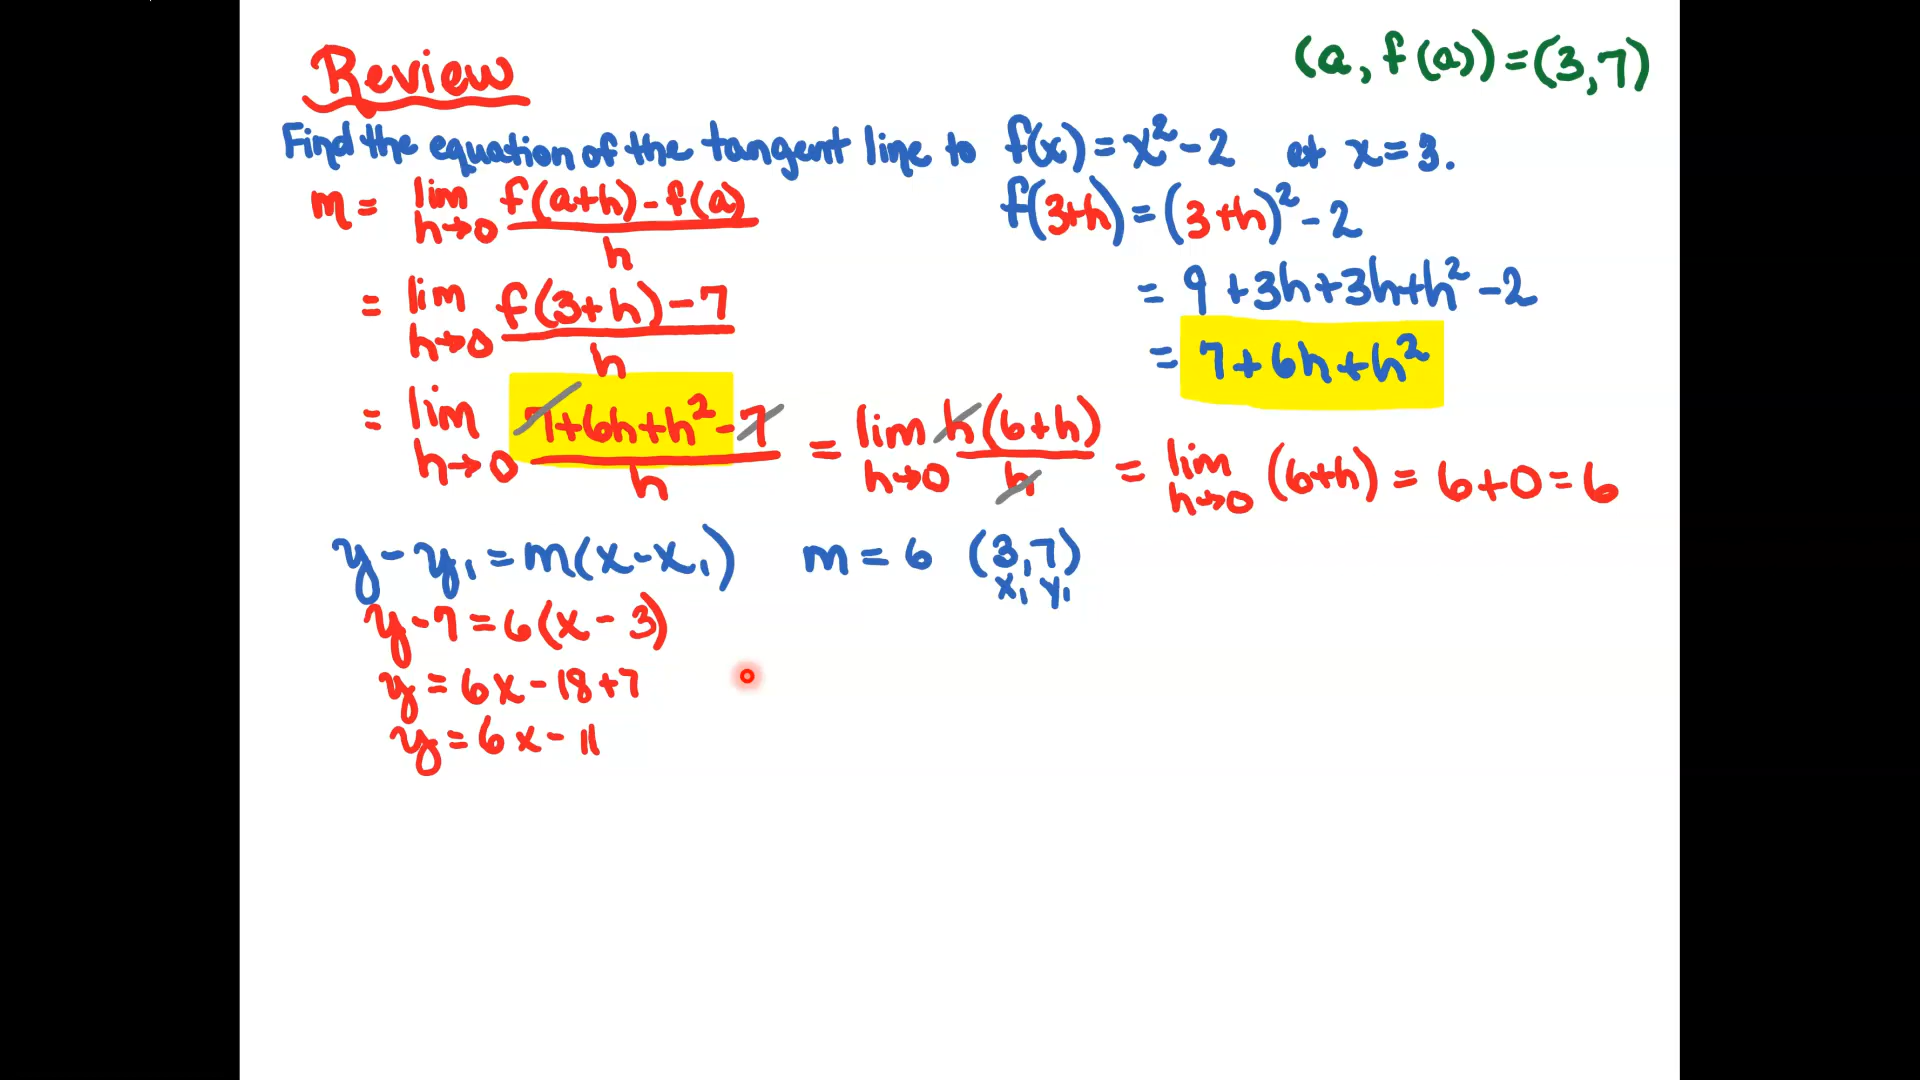 Review
(a, f(a)) = (3,7)
Find the equation of the tangent line to f(x) = x² - 2 at x = 3.
m = lim h→0 f(a+h) - f(a) / h
f(3+h) = (3+h)² - 2
= 9 + 3h + 3h + h² - 2
= 7 + 6h + h²
= lim h→0 f(3+h) - 7 / h
= lim h→0 7 + 6h + h² - 7 / h = lim h→0 h(6+h) / h = lim h→0 (6+h) = 6 + 0 = 6
y - y₁ = m(x - x₁) m = 6 (3,7)
x₁ y₁
y - 7 = 6(x - 3)
y = 6x - 18 + 7
y = 6x - 11